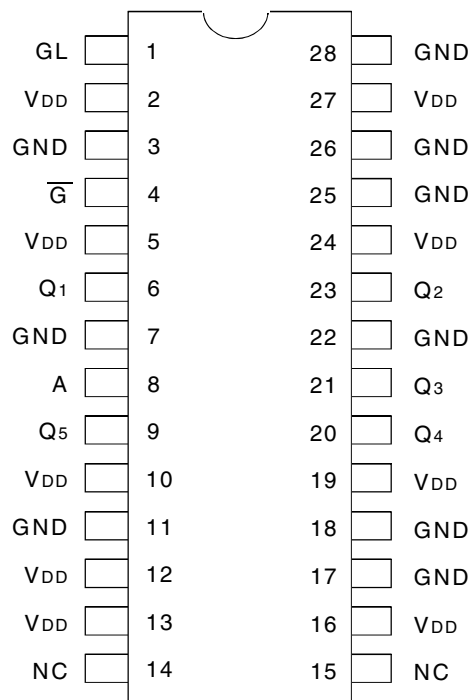 GL 1 28 GND
VDD 2 27 VDD
GND 3 26 GND
G̅ 4 25 GND
VDD 5 24 VDD
Q1 6 23 Q2
GND 7 22 GND
A 8 21 Q3
Q5 9 20 Q4
VDD 10 19 VDD
GND 11 18 GND
VDD 12 17 GND
VDD 13 16 VDD
NC 14 15 NC